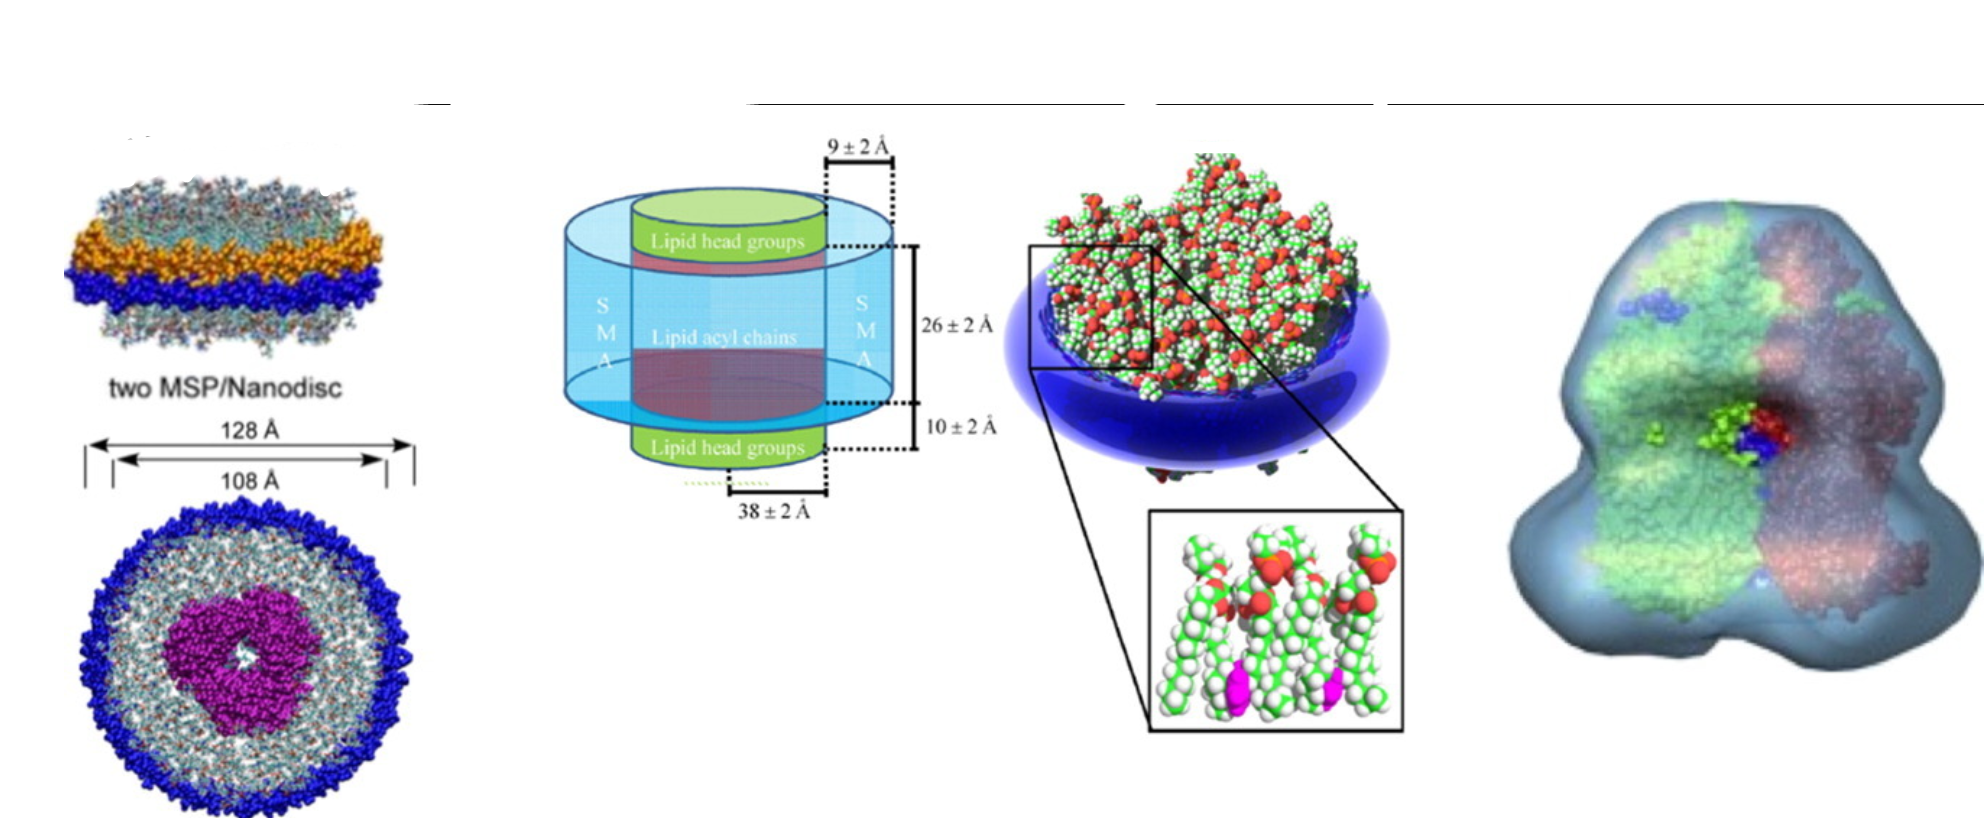 two MSP/Nanodisc
128 Å
108 Å
9 ± 2 Å
Lipid head groups
S
M
A
Lipid acyl chains
S
M
A
26 ± 2 Å
10 ± 2 Å
Lipid head groups
38 ± 2 Å